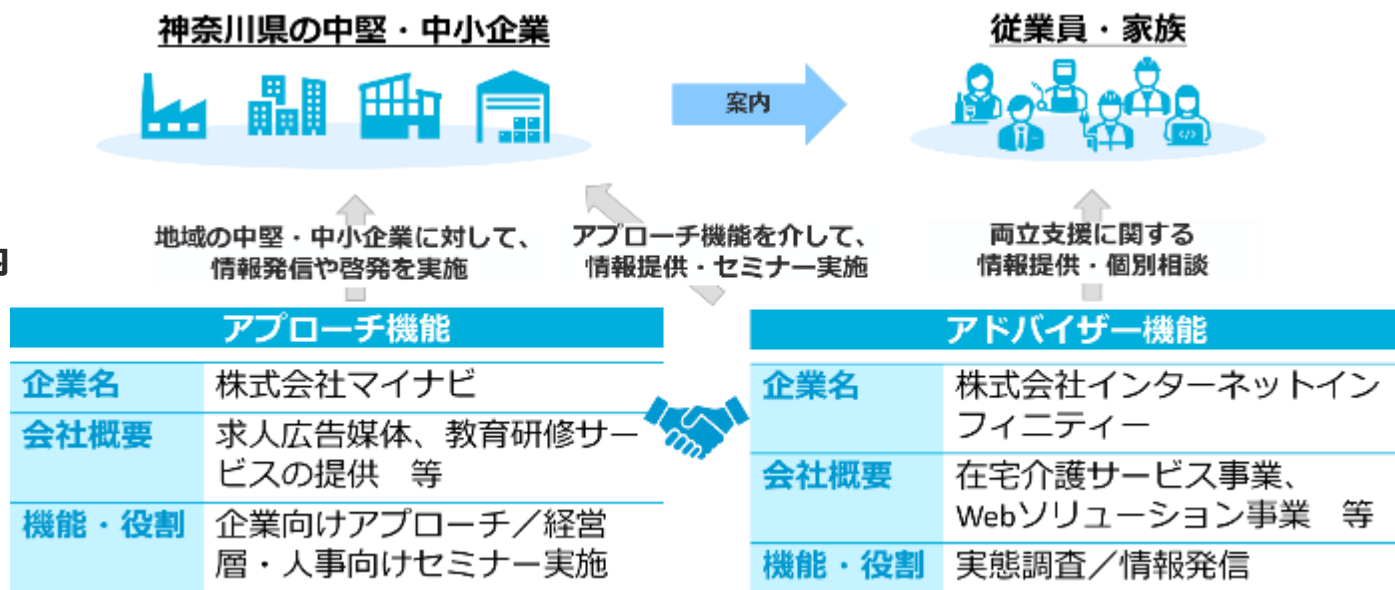 神奈川県の中堅・中小企業
従業員・家族
案内
地域の中堅・中小企業に対して、
情報発信や啓発を実施
アプローチ機能を介して、
情報提供・セミナー実施
両立支援に関する
情報提供・個別相談
アプローチ機能
企業名 株式会社マイナビ
会社概要 求人広告媒体、教育研修サー
ビスの提供　等
機能・役割 企業向けアプローチ／経営
層・人事向けセミナー実施
アドバイザー機能
企業名 株式会社インターネットイン
フィニティー
会社概要 在宅介護サービス事業、
Webソリューション事業　等
機能・役割 実態調査／情報発信